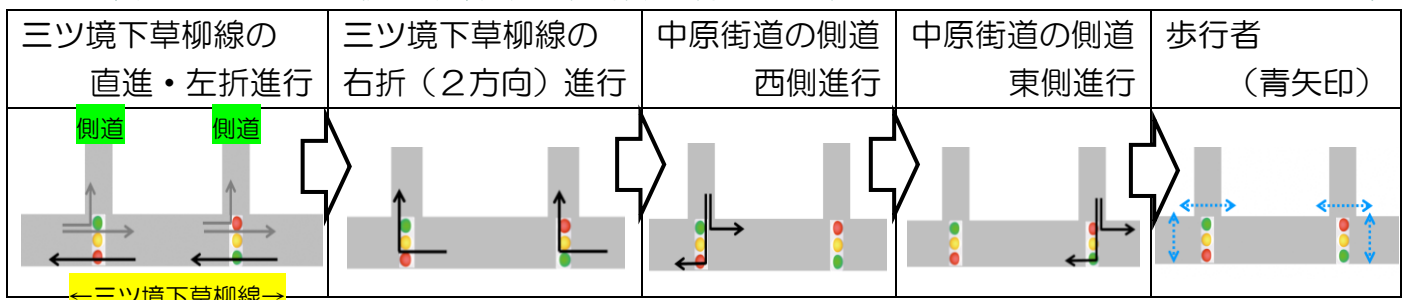 三ツ境下草柳線の
直進・左折進行
三ツ境下草柳線の
右折（２方向）進行
中原街道の側道
西側進行
中原街道の側道
東側進行
歩行者
（青矢印）
側道
側道
←三ツ境下草柳線→